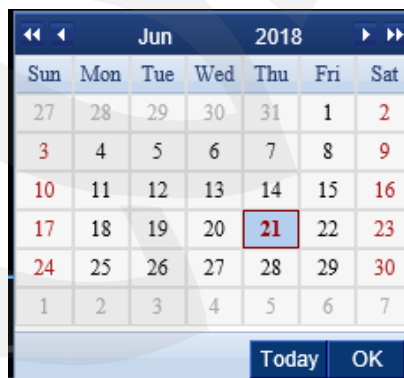 Jun 2018
Sun Mon Tue Wed Thu Fri Sat
27 28 29 30 31 1 2
3 4 5 6 7 8 9
10 11 12 13 14 15 16
17 18 19 20 21 22 23
24 25 26 27 28 29 30
1 2 3 4 5 6 7
Today OK